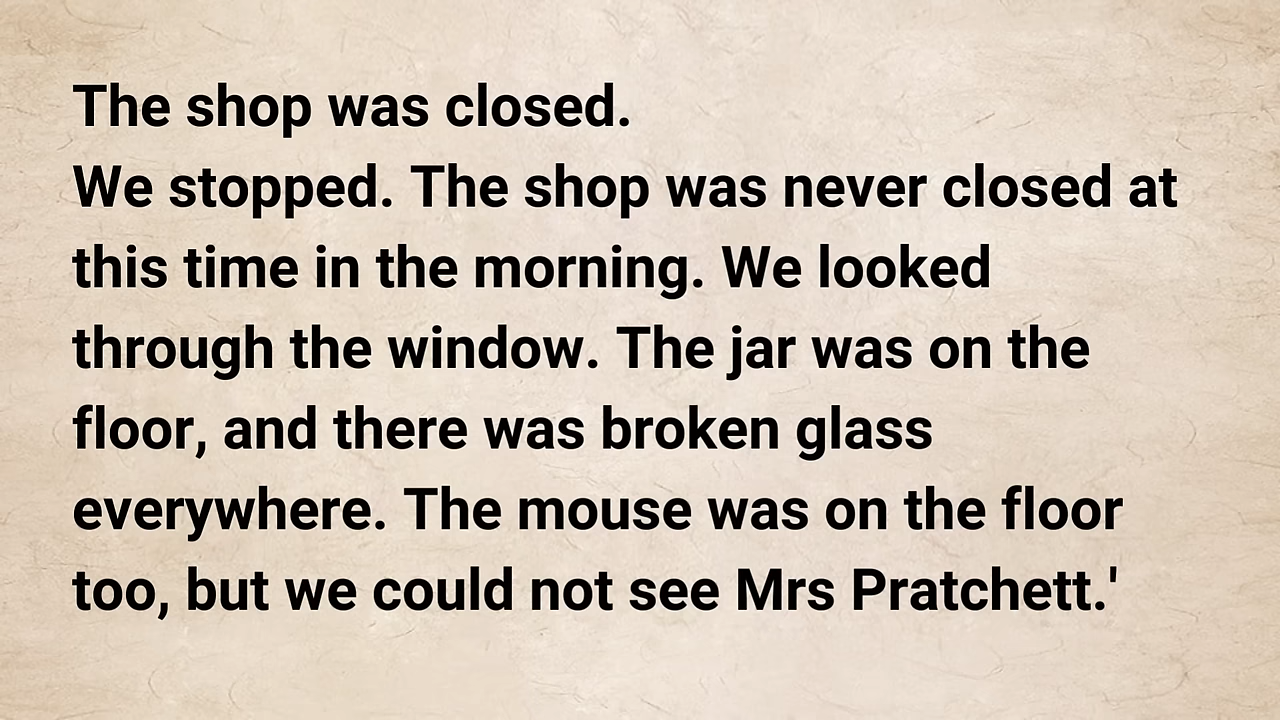 The shop was closed.
We stopped. The shop was never closed at
this time in the morning. We looked
through the window. The jar was on the
floor, and there was broken glass
everywhere. The mouse was on the floor
too, but we could not see Mrs Pratchett.'